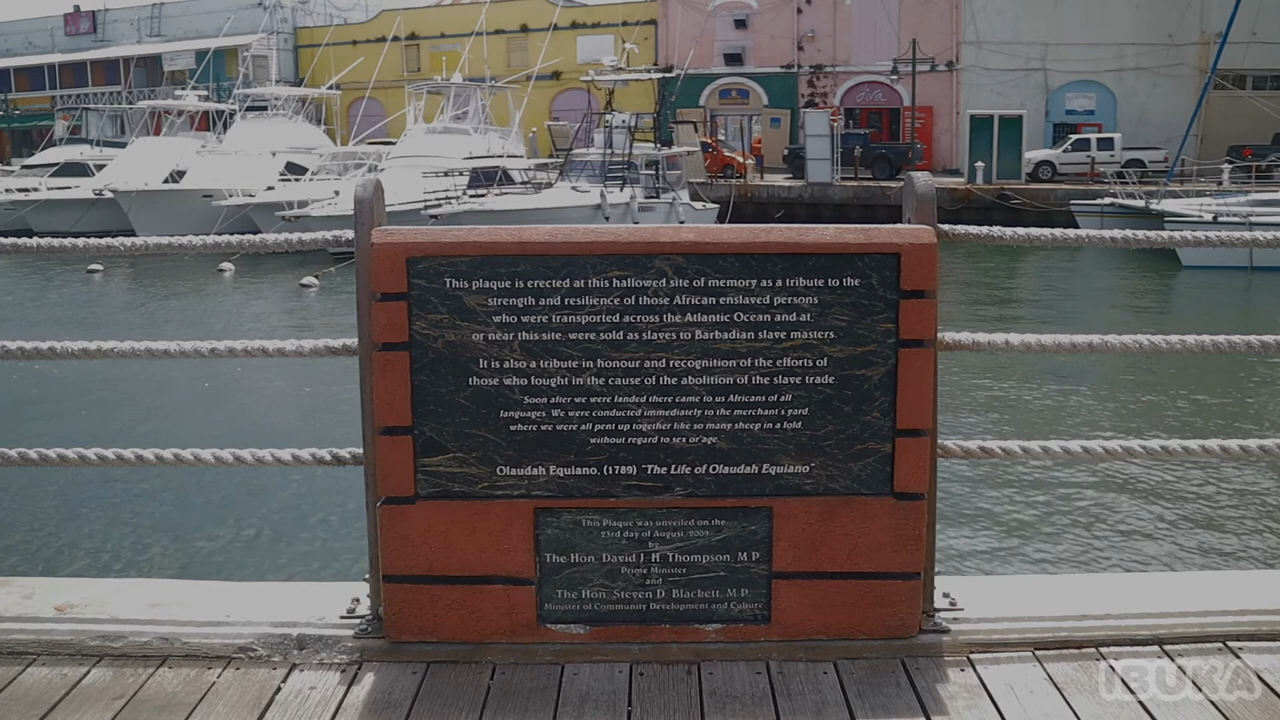 diva
This plaque is erected at this hallowed site of memory as a tribute to the
strength and resilience of those African enslaved persons
who were transported across the Atlantic Ocean and at,
or near this site, were sold as slaves to Barbadian slave masters.
It is also a tribute in honour and recognition of the efforts of
those who fought in the cause of the abolition of the slave trade.
"Soon after we were landed there came to us Africans of all
languages. We were conducted immediately to the merchant's yard,
where we were all pent up together like so many sheep in a fold,
without regard to sex or age.
Olaudah Equiano, (1789) "The Life of Olaudah Equiano"
This Plaque was unveiled on the
23rd day of August, 2009
by
The Hon. David J. H. Thompson, M.P.
Prime Minister
and
The Hon. Steven D. Blackett, M.P.
Minister of Community Development and Culture
IBUKA